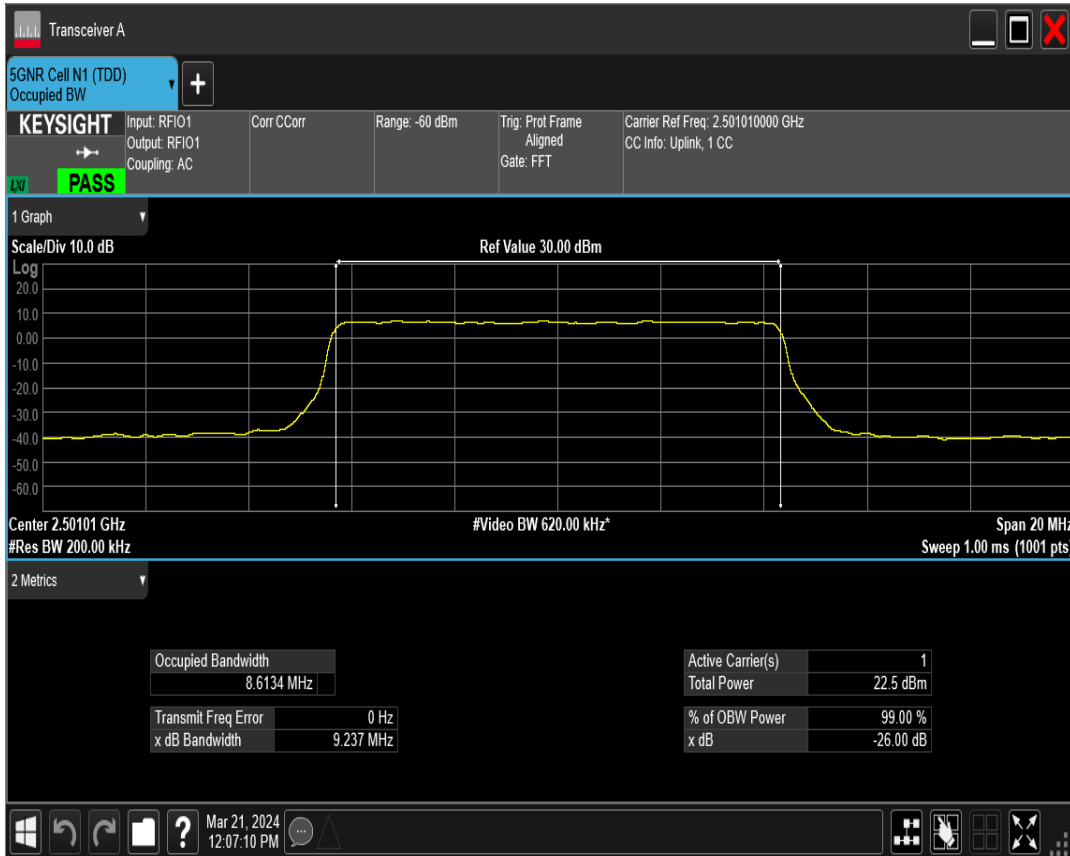 Transceiver A
5GNR Cell N1 (TDD)
Occupied BW
+
KEYSIGHT
LXI
PASS
Input: RFIO1
Output: RFIO1
Coupling: AC
Corr CCorr
Range: -60 dBm
Trig: Prot Frame
Aligned
Gate: FFT
Carrier Ref Freq: 2.501010000 GHz
CC Info: Uplink, 1 CC
1 Graph
Scale/Div 10.0 dB
Ref Value 30.00 dBm
Log
20.0
10.0
0.00
-10.0
-20.0
-30.0
-40.0
-50.0
-60.0
Center 2.50101 GHz
#Video BW 620.00 kHz*
Span 20 MHz
#Res BW 200.00 kHz
Sweep 1.00 ms (1001 pts)
2 Metrics
Occupied Bandwidth
8.6134 MHz
Transmit Freq Error 0 Hz
x dB Bandwidth 9.237 MHz
Active Carrier(s) 1
Total Power 22.5 dBm
% of OBW Power 99.00 %
x dB -26.00 dB
?
Mar 21, 2024
12:07:10 PM